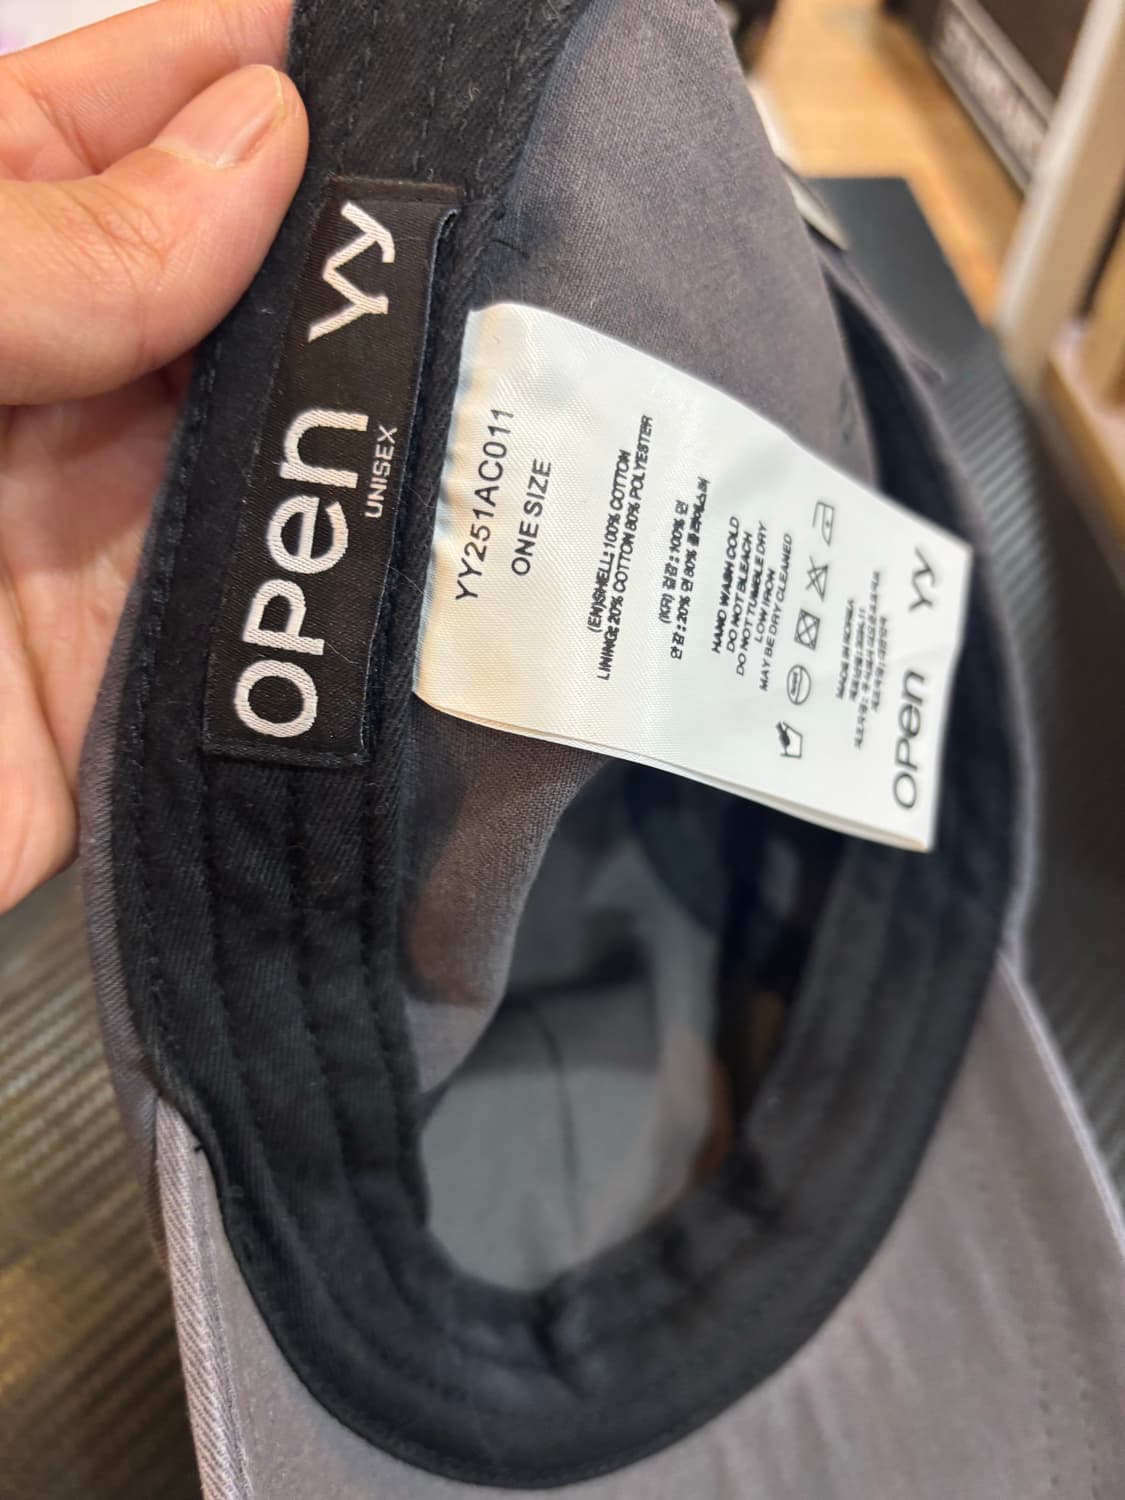 OPEN YY
UNISEX
YY251AC011
ONE SIZE
(EN)SHELL: 100% COTTON
LINING: 20% COTTON 80% POLYESTER
(KR) 겉감 : 100% 면
안감 : 20% 면 80% 폴리에스터
HAND WASH COLD
DO NOT BLEACH
DO NOT TUMBLE DRY
LOW IRON
MAY BE DRY CLEANED
MADE IN KOREA
OPEN YY